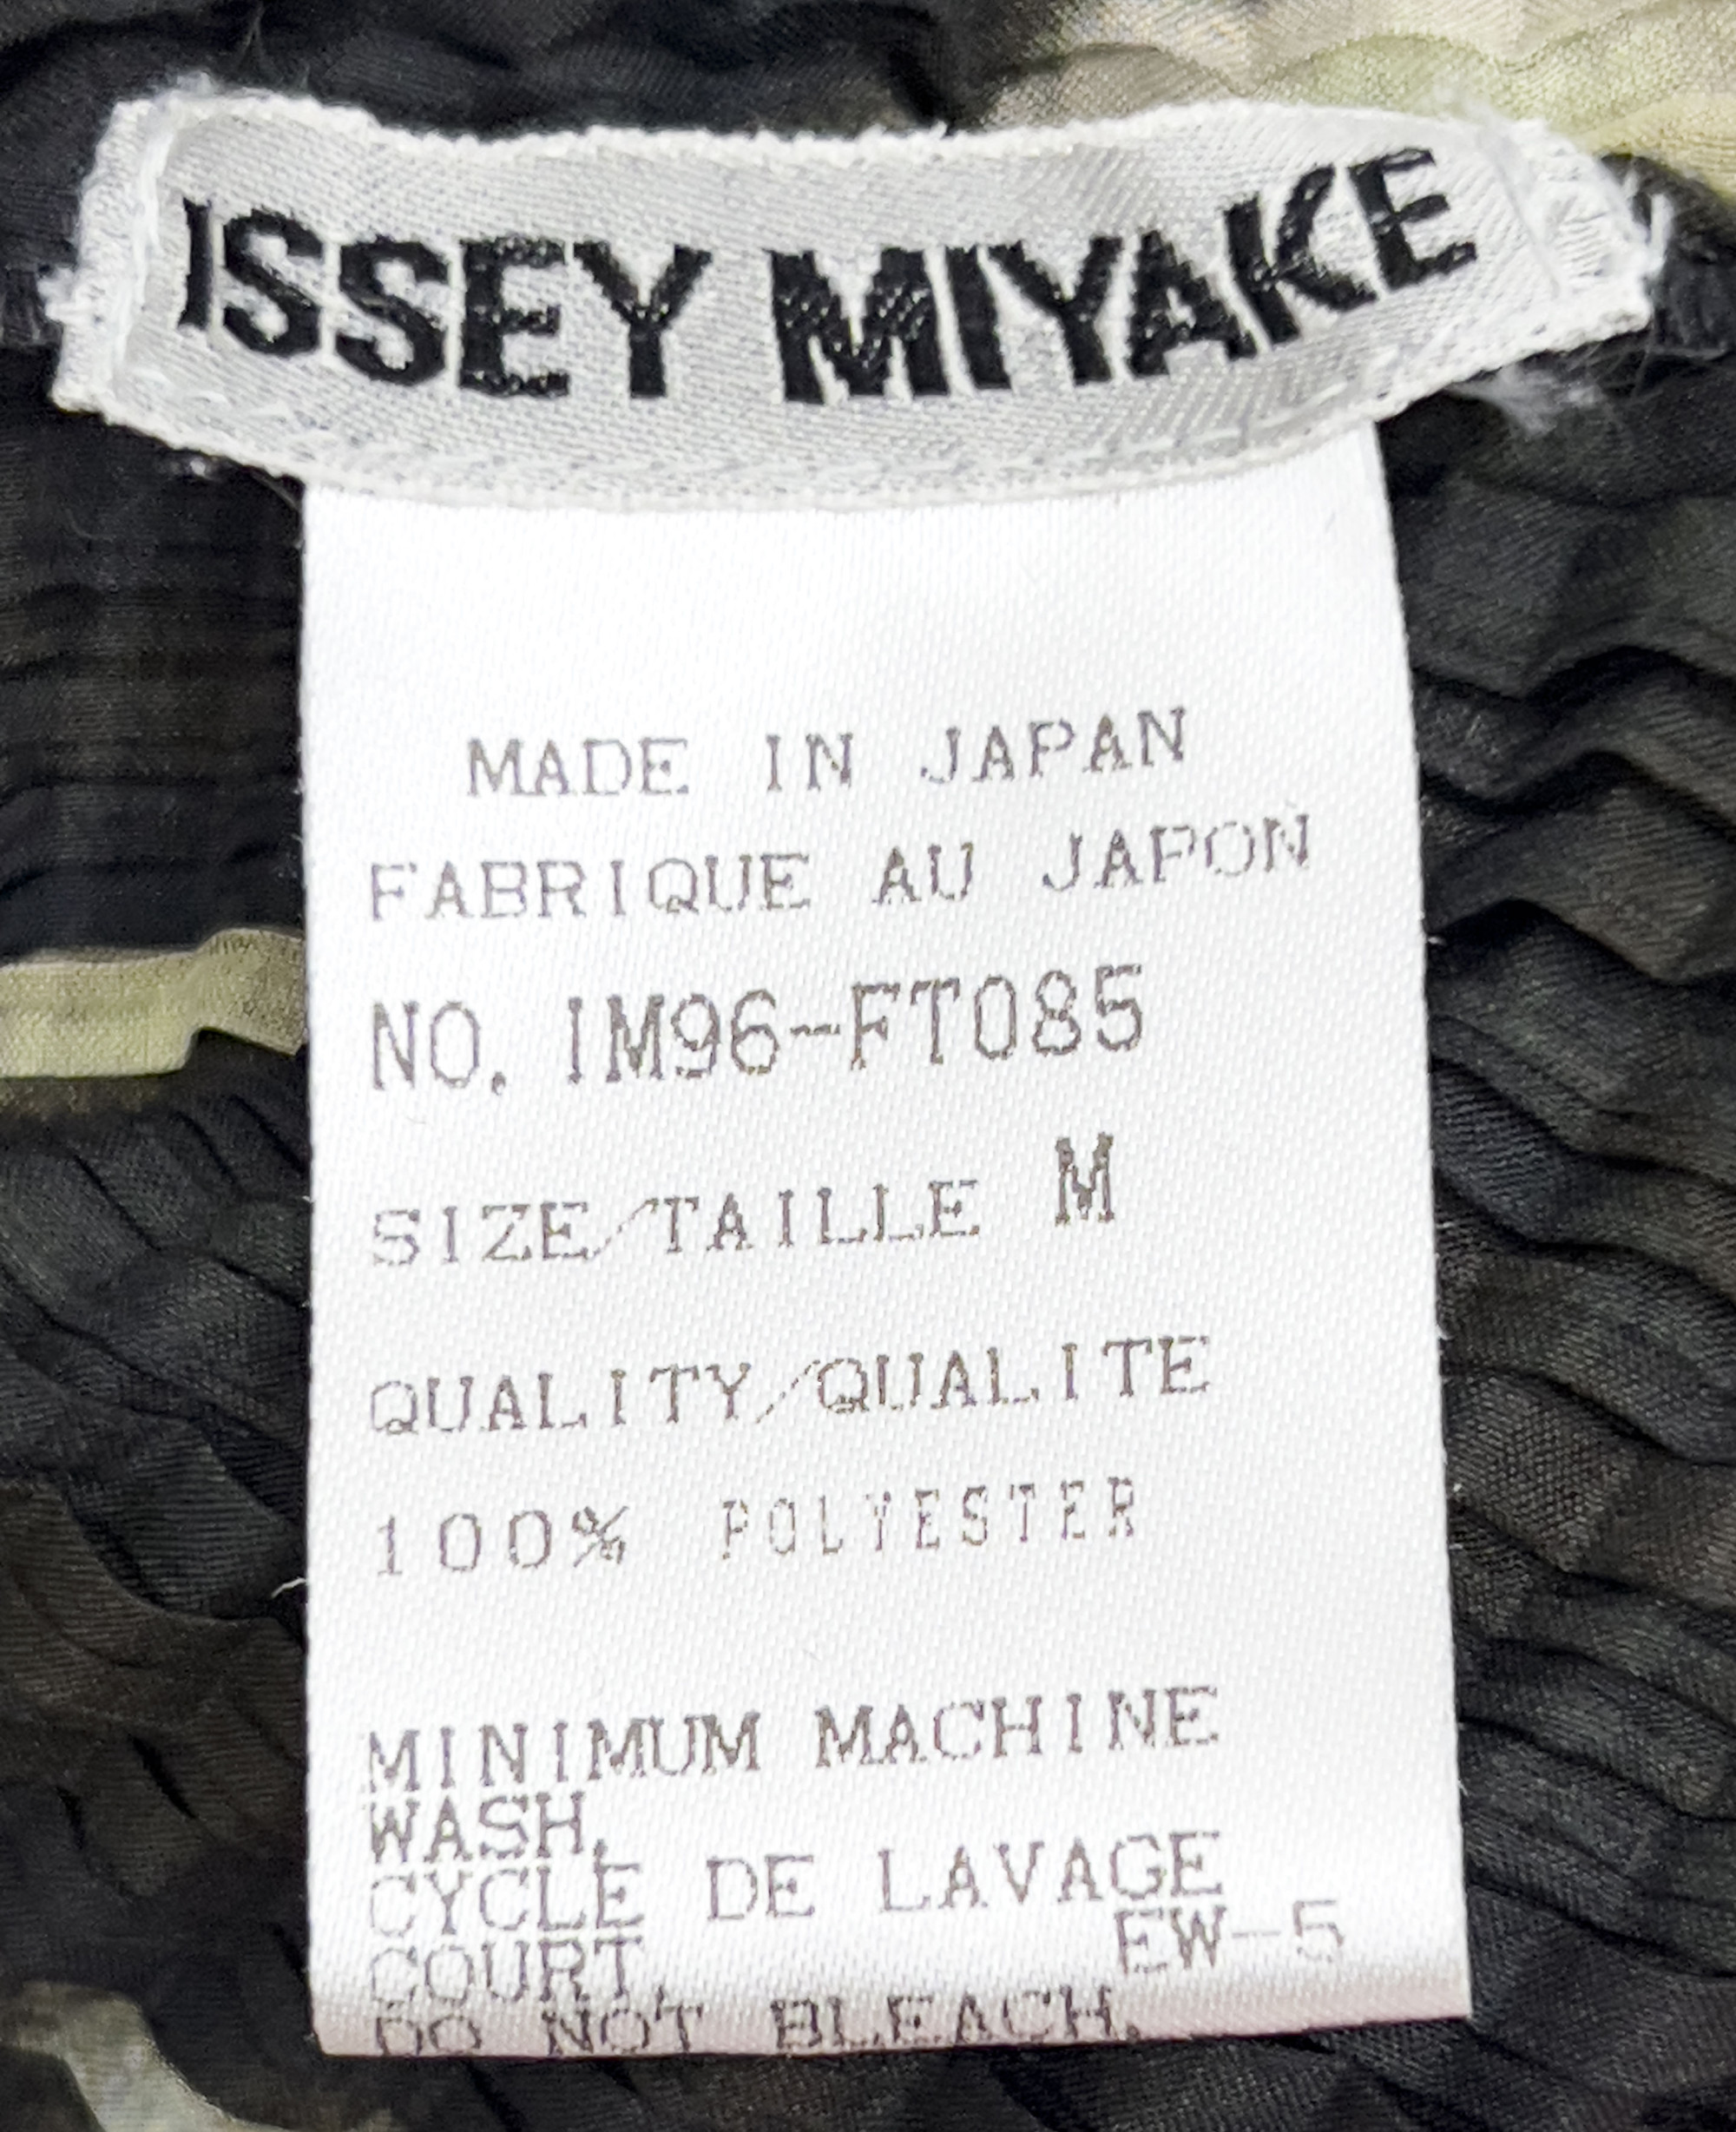 ISSEY MIYAKE
MADE IN JAPAN
FABRIQUE AU JAPON
NO. IM96-FT085
SIZE/TAILLE M
QUALITY/QUALITE
100% POLYESTER
MINIMUM MACHINE
WASH.
CYCLE DE LAVAGE
COURT. EW-5
DO NOT BLEACH.